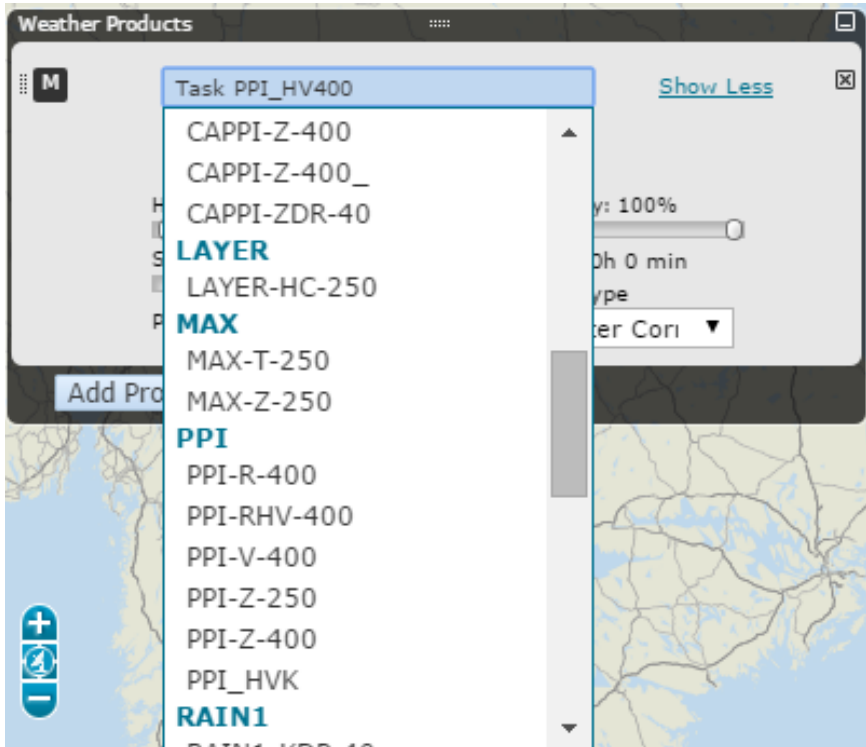 Weather Products
M
Task PPI_HV400
Show Less
CAPPI-Z-400
CAPPI-Z-400_
CAPPI-ZDR-40
y: 100%
LAYER
0h 0 min
LAYER-HC-250
ype
MAX
ter Cori
MAX-T-250
Add Pro
MAX-Z-250
PPI
PPI-R-400
PPI-RHV-400
PPI-V-400
PPI-Z-250
PPI-Z-400
PPI_HVK
RAIN1